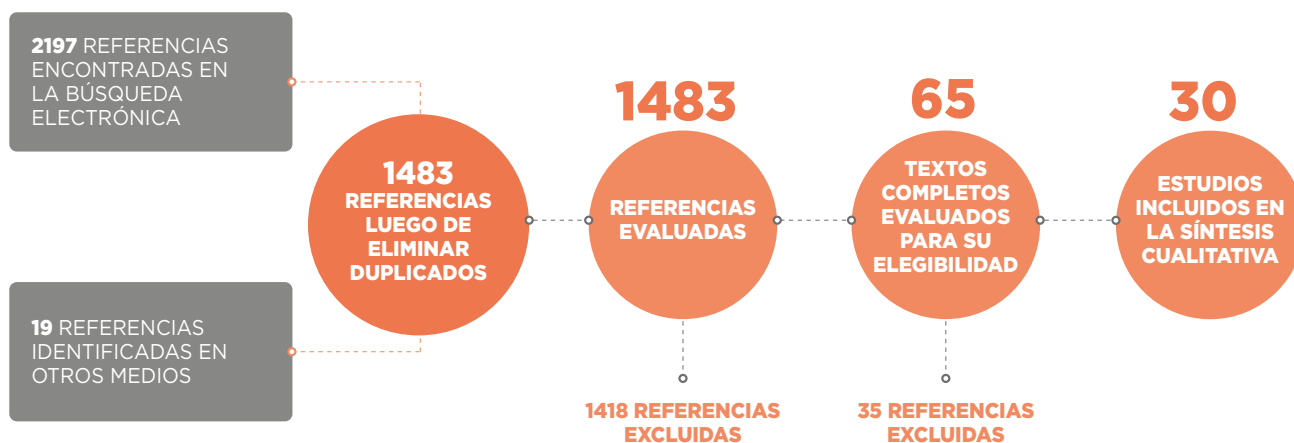 2197 REFERENCIAS
ENCONTRADAS EN
LA BÚSQUEDA
ELECTRÓNICA
19 REFERENCIAS
IDENTIFICADAS EN
OTROS MEDIOS
1483
REFERENCIAS
LUEGO DE
ELIMINAR
DUPLICADOS
1483
REFERENCIAS
EVALUADAS
1418 REFERENCIAS
EXCLUIDAS
65
TEXTOS
COMPLETOS
EVALUADOS
PARA SU
ELEGIBILIDAD
35 REFERENCIAS
EXCLUIDAS
30
ESTUDIOS
INCLUIDOS EN
LA SÍNTESIS
CUALITATIVA